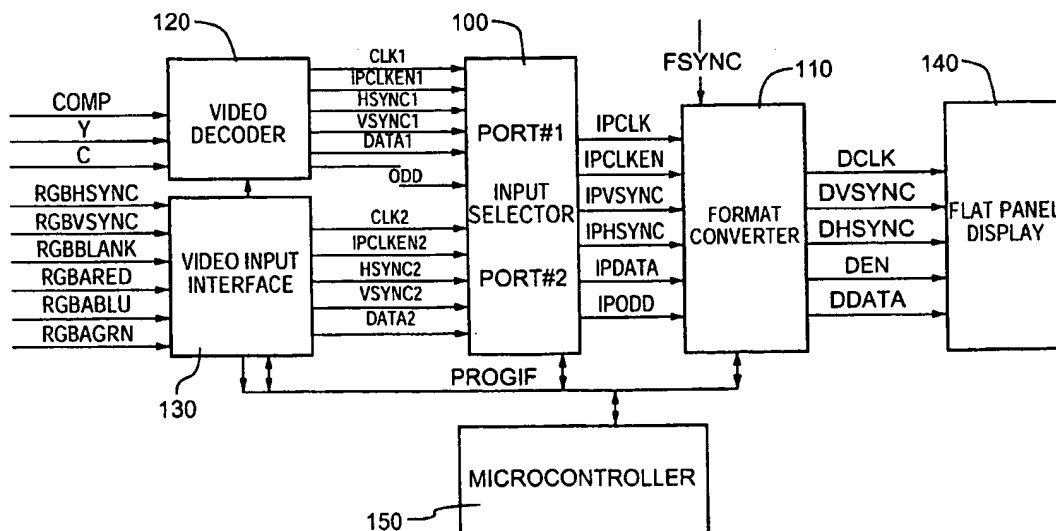 120
100
FSYNC
110
140
COMP
Y
C
VIDEO
DECODER
CLK1
IPCLKEN1
HSYNC1
VSYNC1
DATA1
ODD
RGBHSYNC
RGBVSYNC
RGBBLANK
RGBARED
RGBABLU
RGBAGRN
VIDEO INPUT
INTERFACE
130
CLK2
IPCLKEN2
HSYNC2
VSYNC2
DATA2
PORT#1
INPUT
SELECTOR
PORT#2
IPCLK
IPCLKEN
IPVSYNC
IPHSYNC
IPDATA
IPODD
FORMAT
CONVERTER
DCLK
DVSYNC
DHSYNC
DEN
DDATA
FLAT PANEL
DISPLAY
PROGIF
MICROCONTROLLER
150